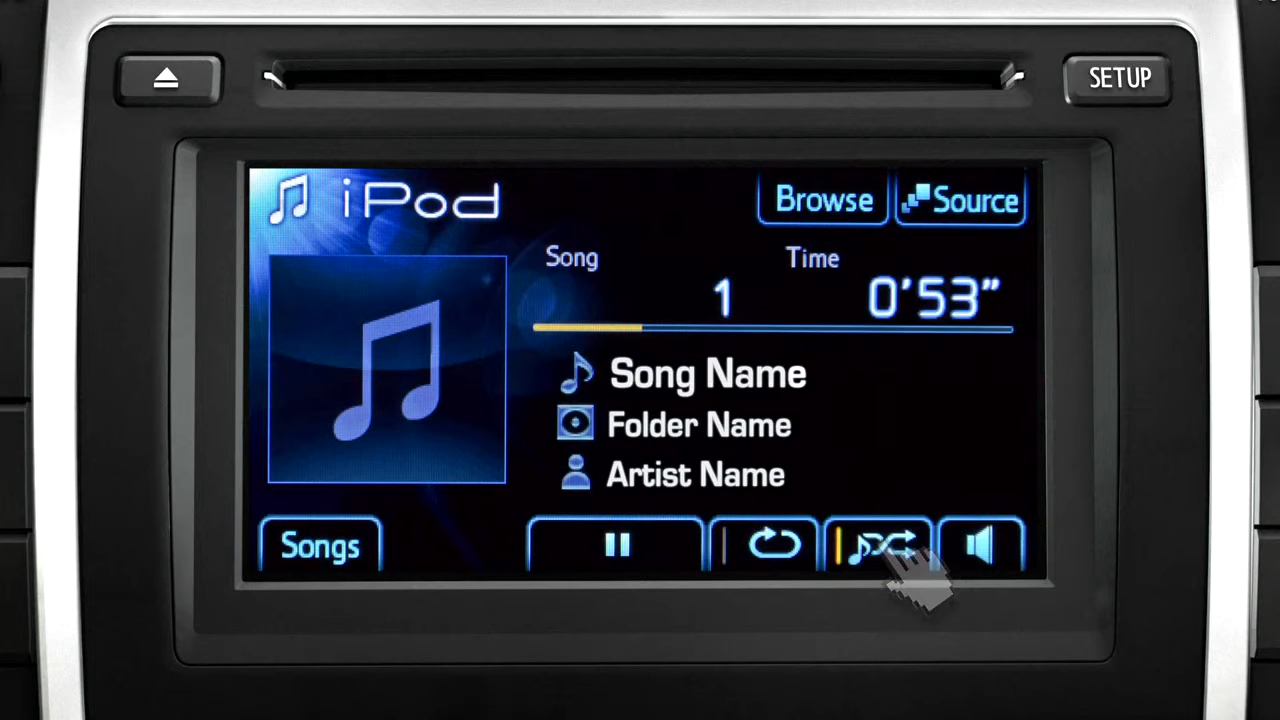 SETUP
iPod
Browse
Source
Song
Time
1
0'53"
Song Name
Folder Name
Artist Name
Songs